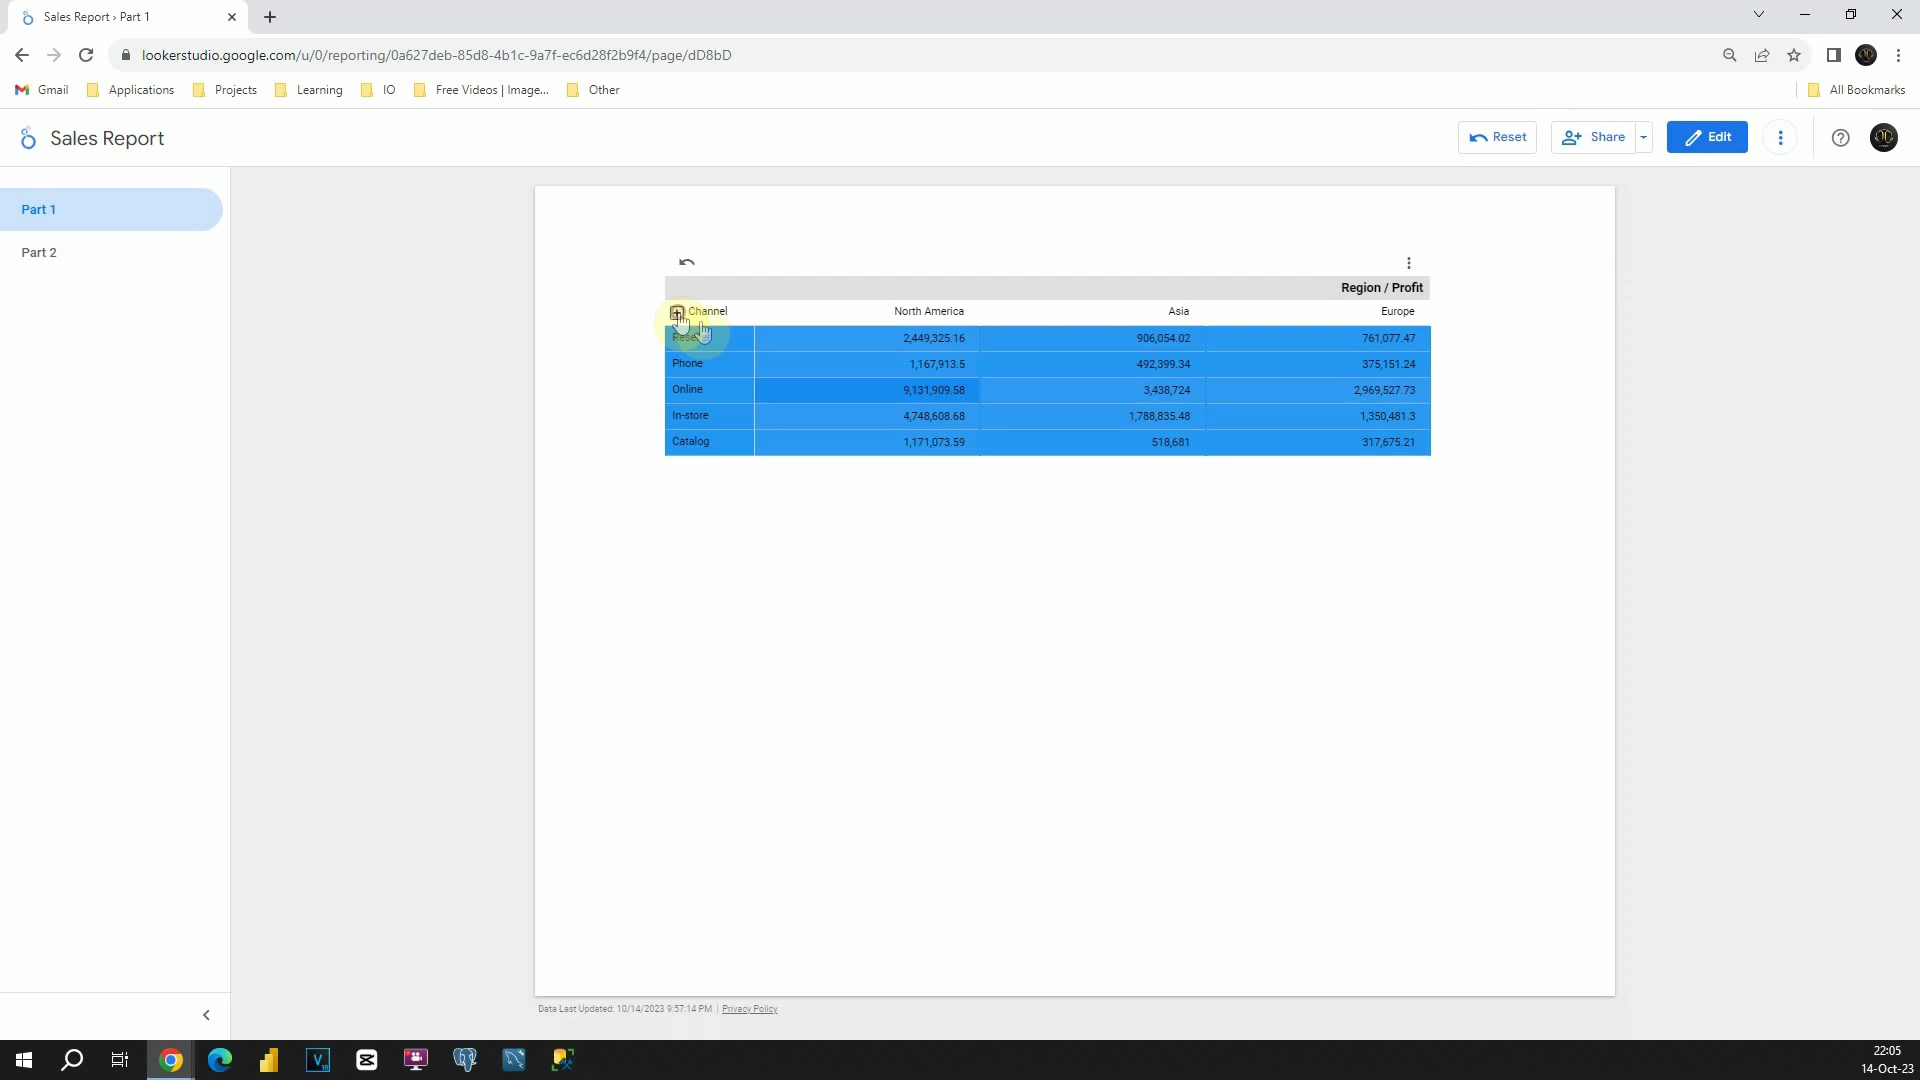 Sales Report › Part 1
lookerstudio.google.com/u/0/reporting/0a627deb-85d8-4b1c-9a7f-ec6d28f2b9f4/page/dD8bD
Gmail Applications Projects Learning IO Free Videos | Image... Other All Bookmarks
Sales Report Reset Share Edit
Part 1
Part 2
Region / Profit
Channel North America Asia Europe
2,449,325.16 906,054.02 761,077.47
Phone 1,167,913.5 492,399.34 375,151.24
Online 9,131,909.58 3,438,724 2,969,527.73
In-store 4,748,608.68 1,788,835.48 1,350,481.3
Catalog 1,171,073.59 518,681 317,675.21
Data Last Updated: 10/14/2023 9:57:14 PM | Privacy Policy
22:05
14-Oct-23